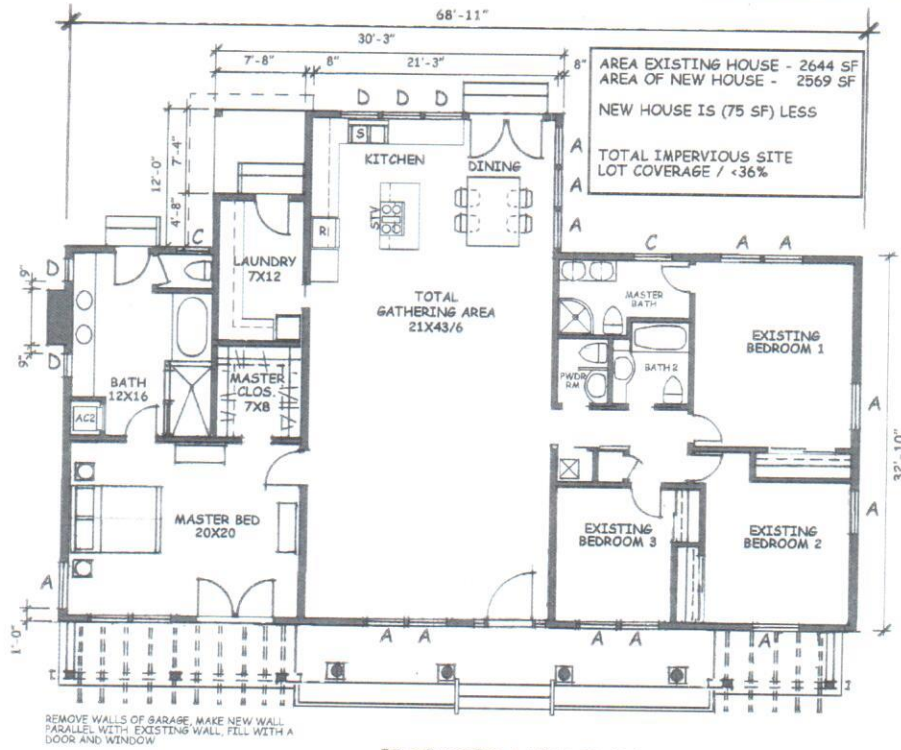 68'-11"
30'-3"
7'-8" 8" 21'-3" 8"
AREA EXISTING HOUSE - 2644 SF
AREA OF NEW HOUSE - 2569 SF
NEW HOUSE IS (75 SF) LESS
TOTAL IMPERVIOUS SITE
LOT COVERAGE / <36%
D D D
S
KITCHEN DINING
A
A
A
12'-0"
7'-4"
4'-8"
STV
R
C
LAUNDRY
7X12
C A A
D
9"
9"
D
MASTER
BATH
TOTAL
GATHERING AREA
21X43/6
EXISTING
BEDROOM 1
BATH
12X16
MASTER
CLOS.
7X8
PWDR
RM
BATH 2
A
AC2
32'-10"
MASTER BED
20X20
EXISTING
BEDROOM 3
EXISTING
BEDROOM 2
A
A
1'-0"
A A
A A
A
I I
REMOVE WALLS OF GARAGE, MAKE NEW WALL
PARALLEL WITH EXISTING WALL, FILL WITH A
DOOR AND WINDOW